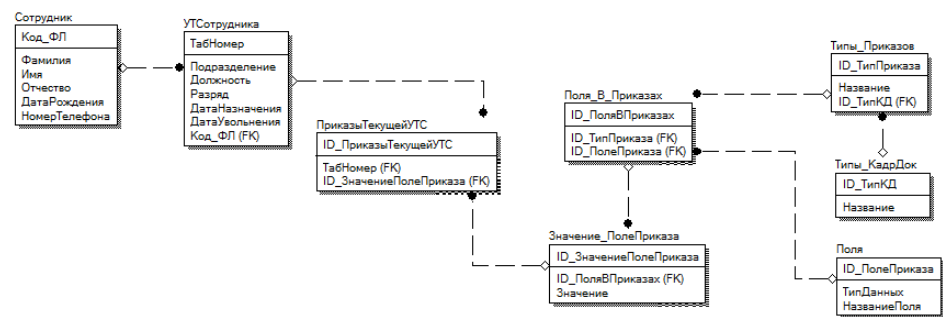 Сотрудник
Код_ФЛ
Фамилия
Имя
Отчество
ДатаРождения
НомерТелефона
УТСотрудника
ТабНомер
Подразделение
Должность
Разряд
ДатаНазначения
ДатаУвольнения
Код_ФЛ (FK)
ПриказыТекущейУТС
ID_ПриказыТекущейУТС
ТабНомер (FK)
ID_ЗначениеПолеПриказа (FK)
Поля_В_Приказах
ID_ПоляВПриказах
ID_ТипПриказа (FK)
ID_ПолеПриказа (FK)
Значение_ПолеПриказа
ID_ЗначениеПолеПриказа
ID_ПоляВПриказах (FK)
Значение
Типы_Приказов
ID_ТипПриказа
Название
ID_ТипКД (FK)
Типы_КадрДок
ID_ТипКД
Название
Поля
ID_ПолеПриказа
ТипДанных
НазваниеПоля